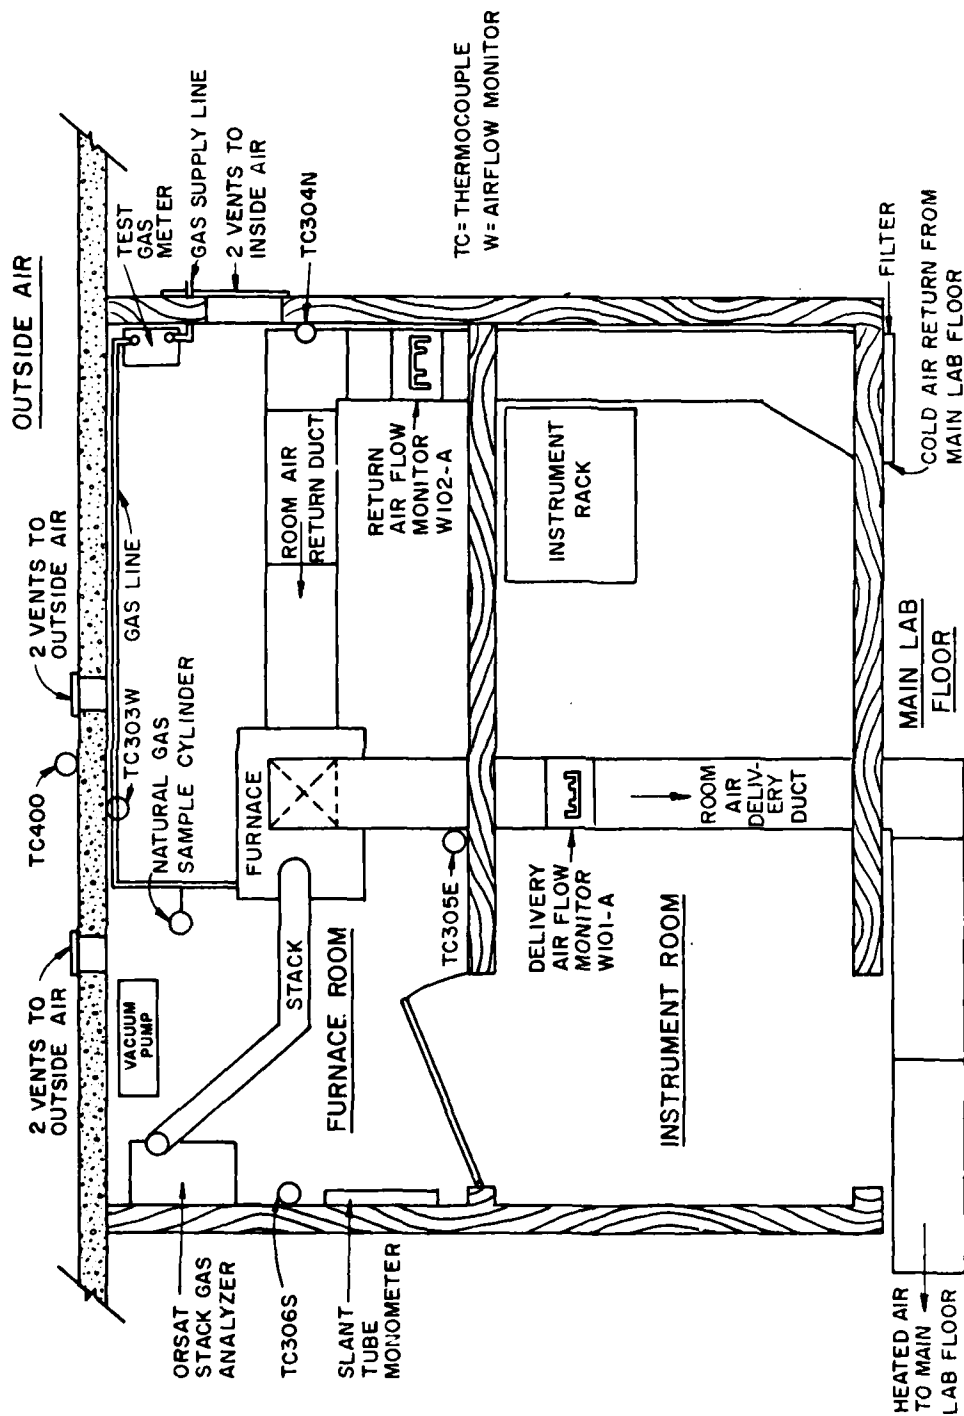 OUTSIDE AIR
2 VENTS TO
OUTSIDE AIR
TC400
2 VENTS TO
OUTSIDE AIR
TEST
GAS
METER
GAS SUPPLY LINE
2 VENTS TO
INSIDE AIR
TC304N
TC= THERMOCOUPLE
W= AIRFLOW MONITOR
VACUUM
PUMP
TC303W
NATURAL GAS
SAMPLE CYLINDER
GAS LINE
ORSAT
STACK GAS
ANALYZER
TC306S
SLANT
TUBE
MONOMETER
STACK
FURNACE
FURNACE ROOM
ROOM AIR
RETURN DUCT
RETURN
AIR FLOW
MONITOR
W102-A
TC305E
DELIVERY
AIR FLOW
MONITOR
W101-A
INSTRUMENT
RACK
ROOM
AIR
DELIV-
ERY
DUCT
INSTRUMENT ROOM
FILTER
COLD AIR RETURN FROM
MAIN LAB FLOOR
MAIN LAB
FLOOR
HEATED AIR
TO MAIN
LAB FLOOR